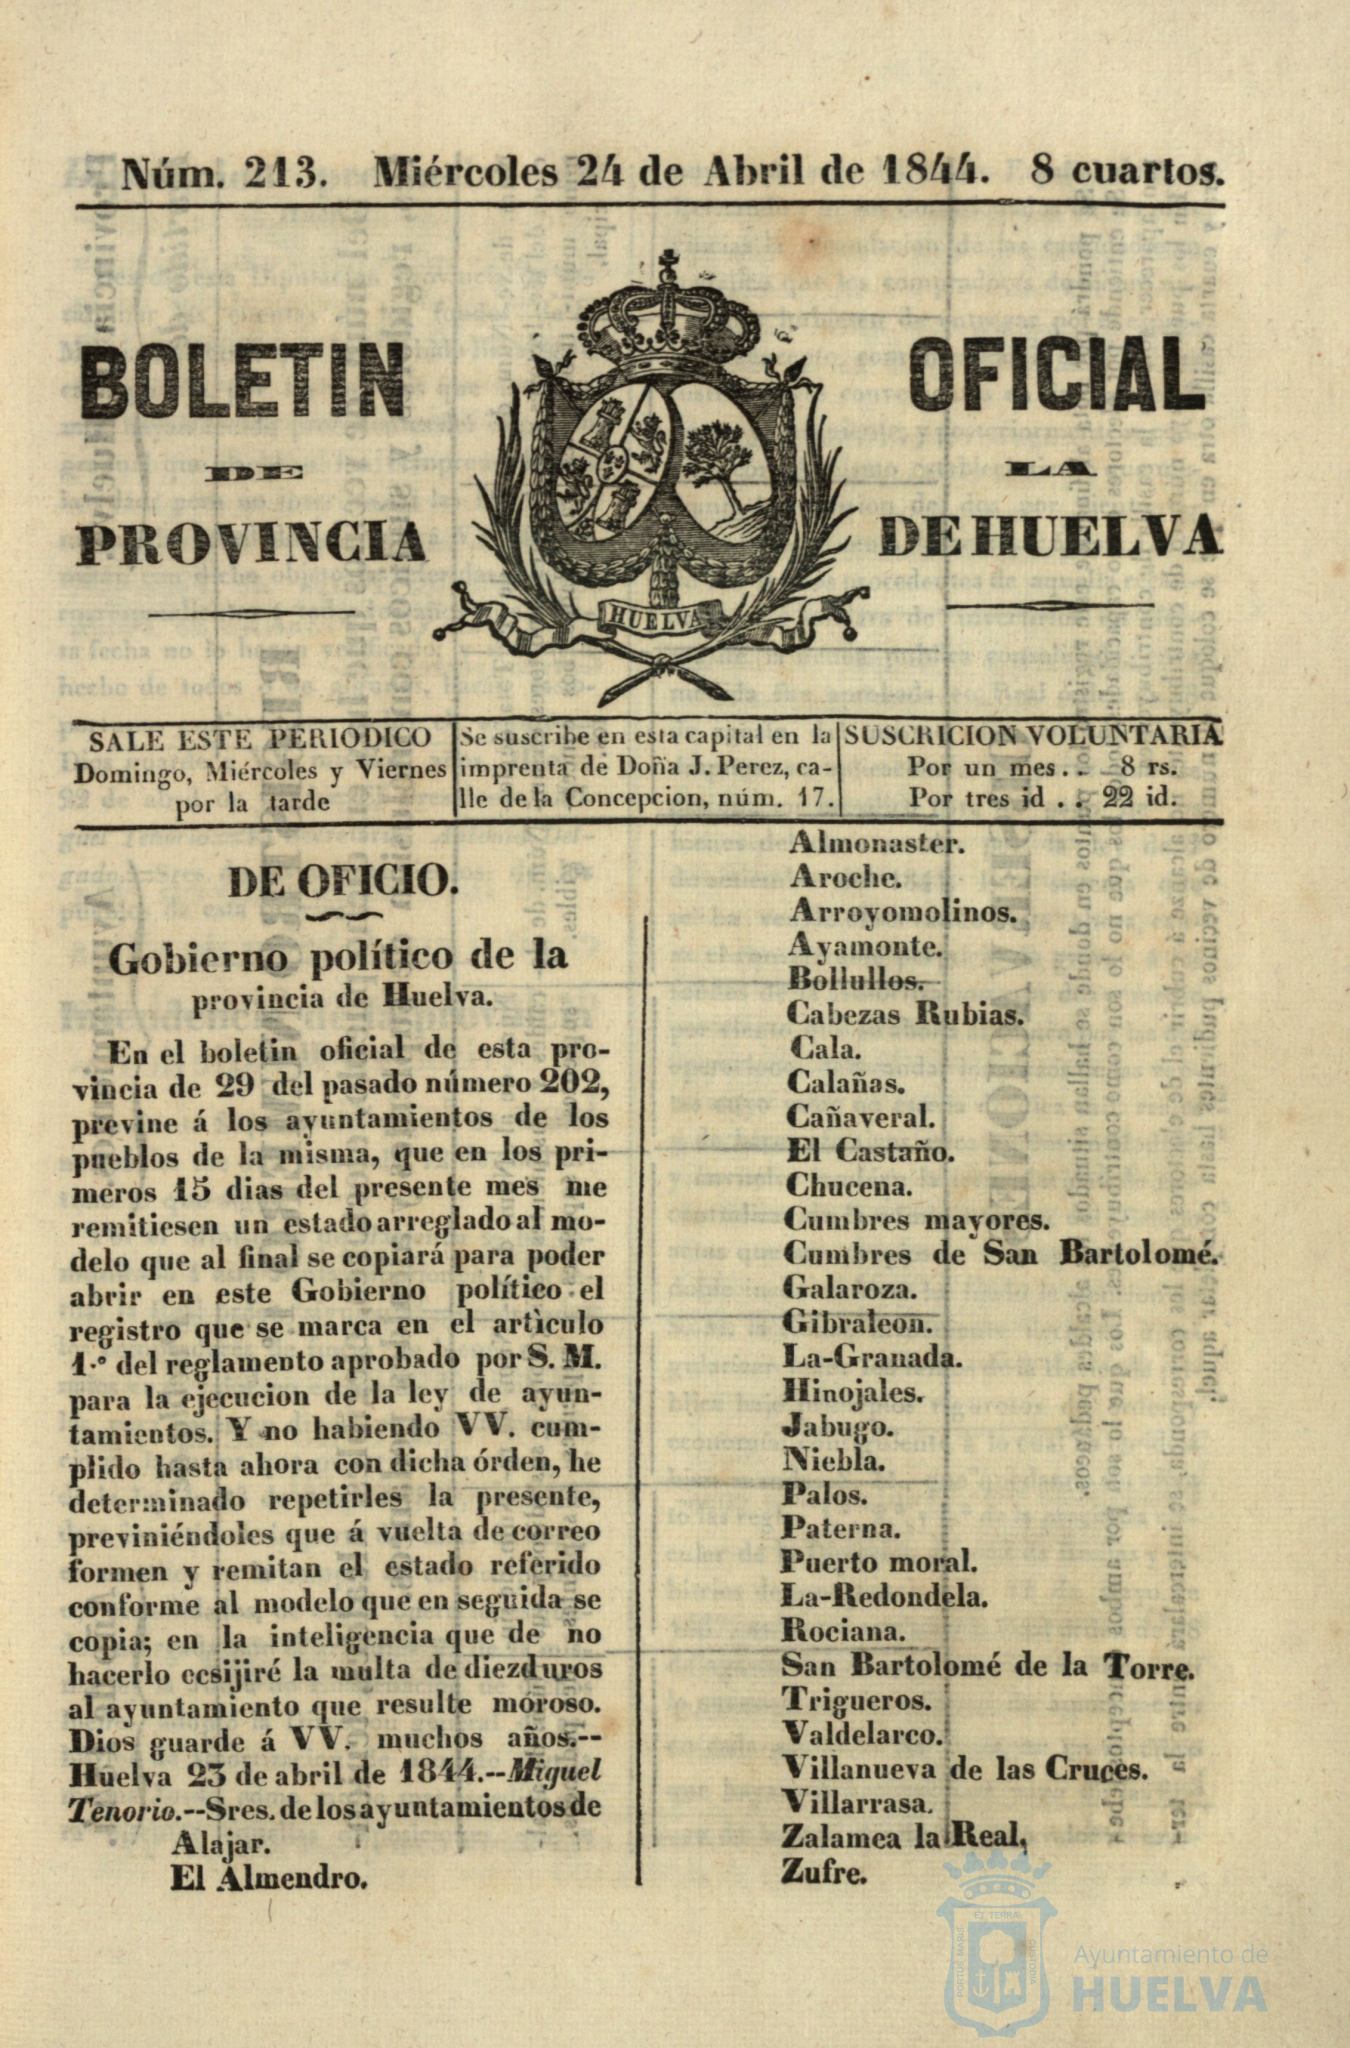 Núm. 213. Miércoles 24 de Abril de 1844. 8 cuartos.
BOLETIN OFICIAL
DE LA
PROVINCIA DE HUELVA
HUELVA
SALE ESTE PERIODICO
Domingo, Miércoles y Viernes
por la tarde
Se suscribe en esta capital en la
imprenta de Doña J. Perez, ca-
lle de la Concepcion, núm. 17.
SUSCRICION VOLUNTARIA
Por un mes . . 8 rs.
Por tres id . . 22 id.
DE OFICIO.
Gobierno político de la
provincia de Huelva.
En el boletin oficial de esta pro-
vincia de 29 del pasado número 202,
previne á los ayuntamientos de los
pueblos de la misma, que en los pri-
meros 15 dias del presente mes me
remitiesen un estado arreglado al mo-
delo que al final se copiará para poder
abrir en este Gobierno político el
registro que se marca en el artìculo
1.º del reglamento aprobado por S. M.
para la ejecucion de la ley de ayun-
tamientos. Y no habiendo VV. cum-
plido hasta ahora con dicha órden, he
determinado repetirles la presente,
previniéndoles que á vuelta de correo
formen y remitan el estado referido
conforme al modelo que en seguida se
copia; en la inteligencia que de no
hacerlo ecsijiré la multa de diez duros
al ayuntamiento que resulte moroso.
Dios guarde á VV. muchos años.--
Huelva 23 de abril de 1844.--Miguel
Tenorio.--Sres. de los ayuntamientos de
Alajar.
El Almendro.
Almonaster.
Aroche.
Arroyomolinos.
Ayamonte.
Bollullos.
Cabezas Rubias.
Cala.
Calañas.
Cañaveral.
El Castaño.
Chucena.
Cumbres mayores.
Cumbres de San Bartolomé.
Galaroza.
Gibraleon.
La-Granada.
Hinojales.
Jabugo.
Niebla.
Palos.
Paterna.
Puerto moral.
La-Redondela.
Rociana.
San Bartolomé de la Torre.
Trigueros.
Valdelarco.
Villanueva de las Cruces.
Villarrasa.
Zalamea la Real,
Zufre.
Ayuntamiento de
HUELVA